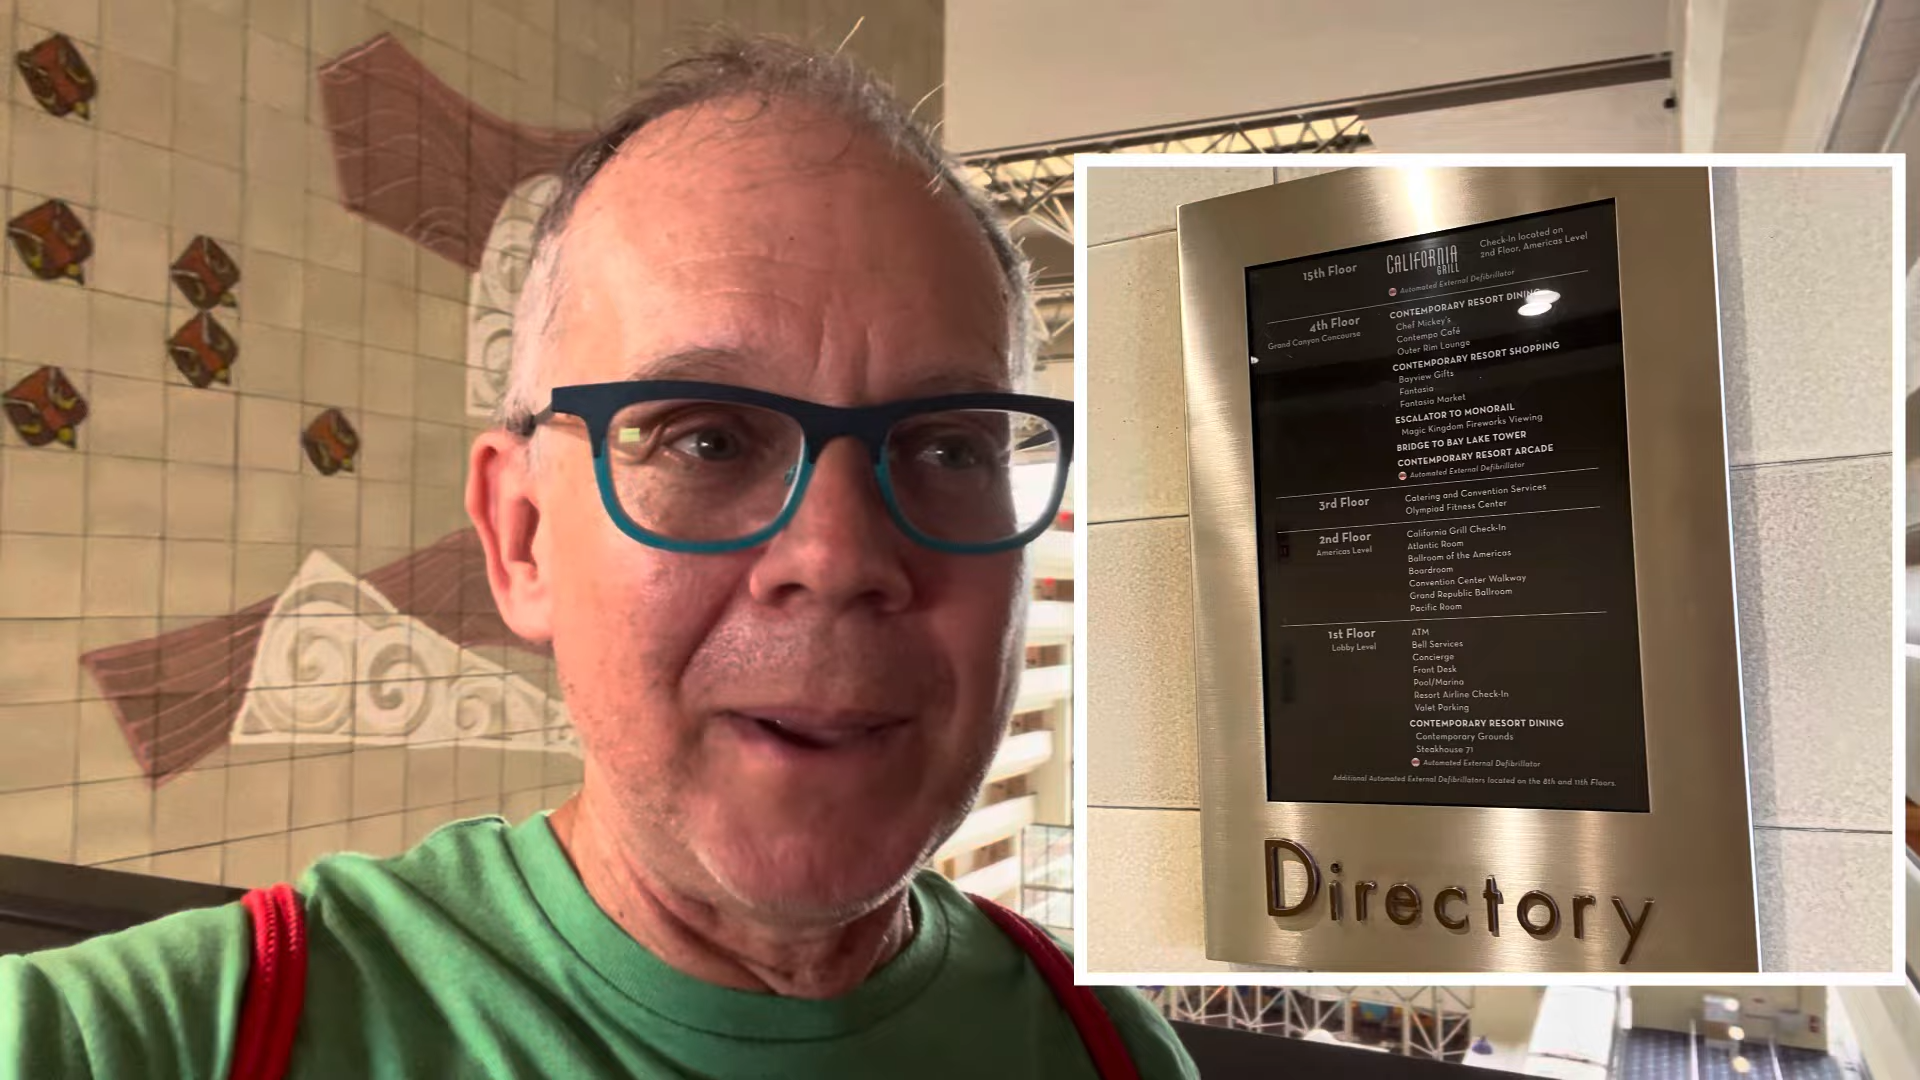 15th Floor
CALIFORNIA
GRILL
Check-In located on
2nd Floor, Americas Level
Automated External Defibrillator
4th Floor
Grand Canyon Concourse
CONTEMPORARY RESORT DINING
Chef Mickey's
Contempo Café
Outer Rim Lounge
CONTEMPORARY RESORT SHOPPING
Bayview Gifts
Fantasia
Fantasia Market
ESCALATOR TO MONORAIL
Magic Kingdom Fireworks Viewing
BRIDGE TO BAY LAKE TOWER
CONTEMPORARY RESORT ARCADE
Automated External Defibrillator
3rd Floor
Catering and Convention Services
Olympiad Fitness Center
2nd Floor
Americas Level
California Grill Check-In
Atlantic Room
Ballroom of the Americas
Boardroom
Convention Center Walkway
Grand Republic Ballroom
Pacific Room
1st Floor
Lobby Level
ATM
Bell Services
Concierge
Front Desk
Pool/Marina
Resort Airline Check-In
Valet Parking
CONTEMPORARY RESORT DINING
Contemporary Grounds
Steakhouse 71
Automated External Defibrillator
Additional Automated External Defibrillators located on the 8th and 11th Floors.
Directory